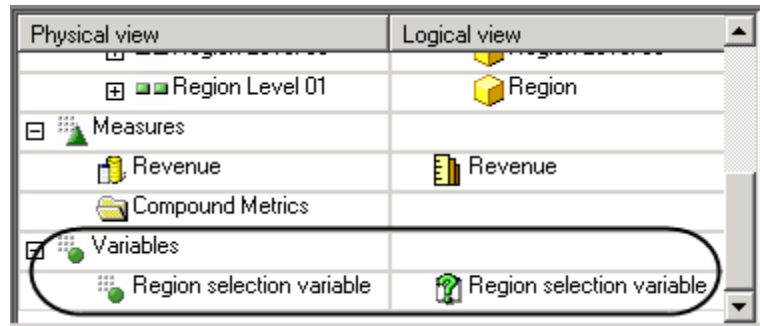 Physical view Logical view
Region Level 01 Region
Measures
Revenue Revenue
Compound Metrics
Variables
Region selection variable Region selection variable